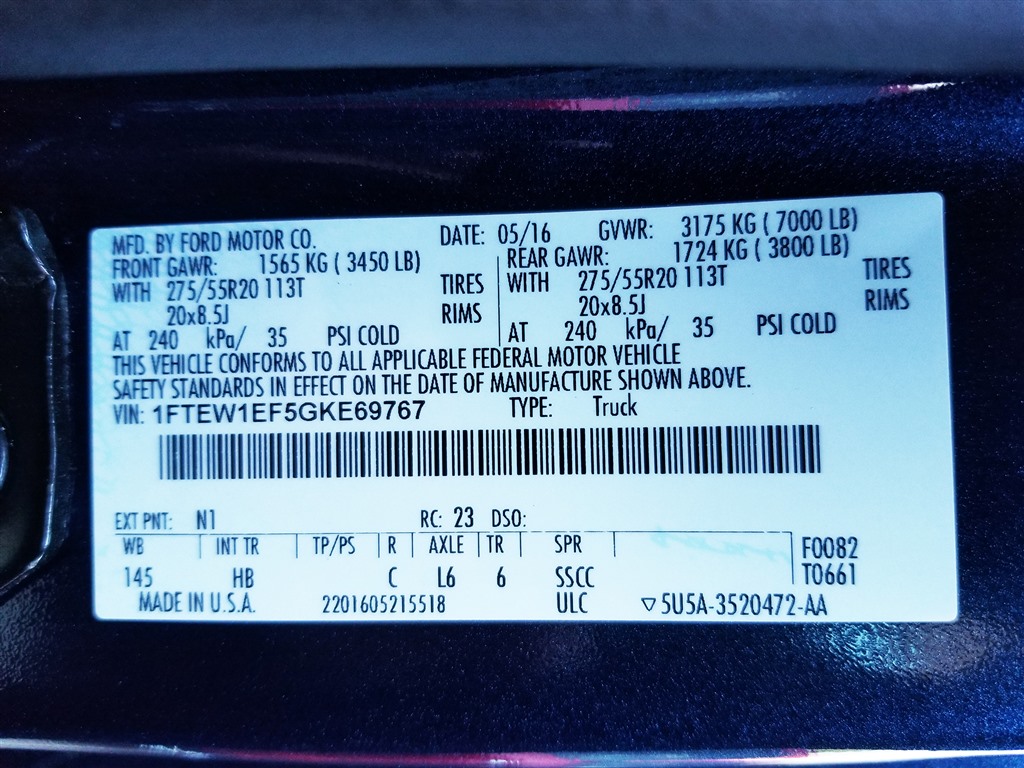 MFD. BY FORD MOTOR CO. DATE: 05/16 GVWR: 3175 KG ( 7000 LB)
FRONT GAWR: 1565 KG ( 3450 LB) REAR GAWR: 1724 KG ( 3800 LB)
WITH 275/55R20 113T TIRES WITH 275/55R20 113T TIRES
20x8.5J RIMS 20x8.5J RIMS
AT 240 kPa/ 35 PSI COLD AT 240 kPa/ 35 PSI COLD
THIS VEHICLE CONFORMS TO ALL APPLICABLE FEDERAL MOTOR VEHICLE
SAFETY STANDARDS IN EFFECT ON THE DATE OF MANUFACTURE SHOWN ABOVE.
VIN: 1FTEW1EF5GKE69767 TYPE: Truck
EXT PNT: N1 RC: 23 DSO:
WB INT TR TP/PS R AXLE TR SPR F0082
145 HB C L6 6 SSCC T0661
MADE IN U.S.A. 2201605215518 ULC ▽5U5A-3520472-AA